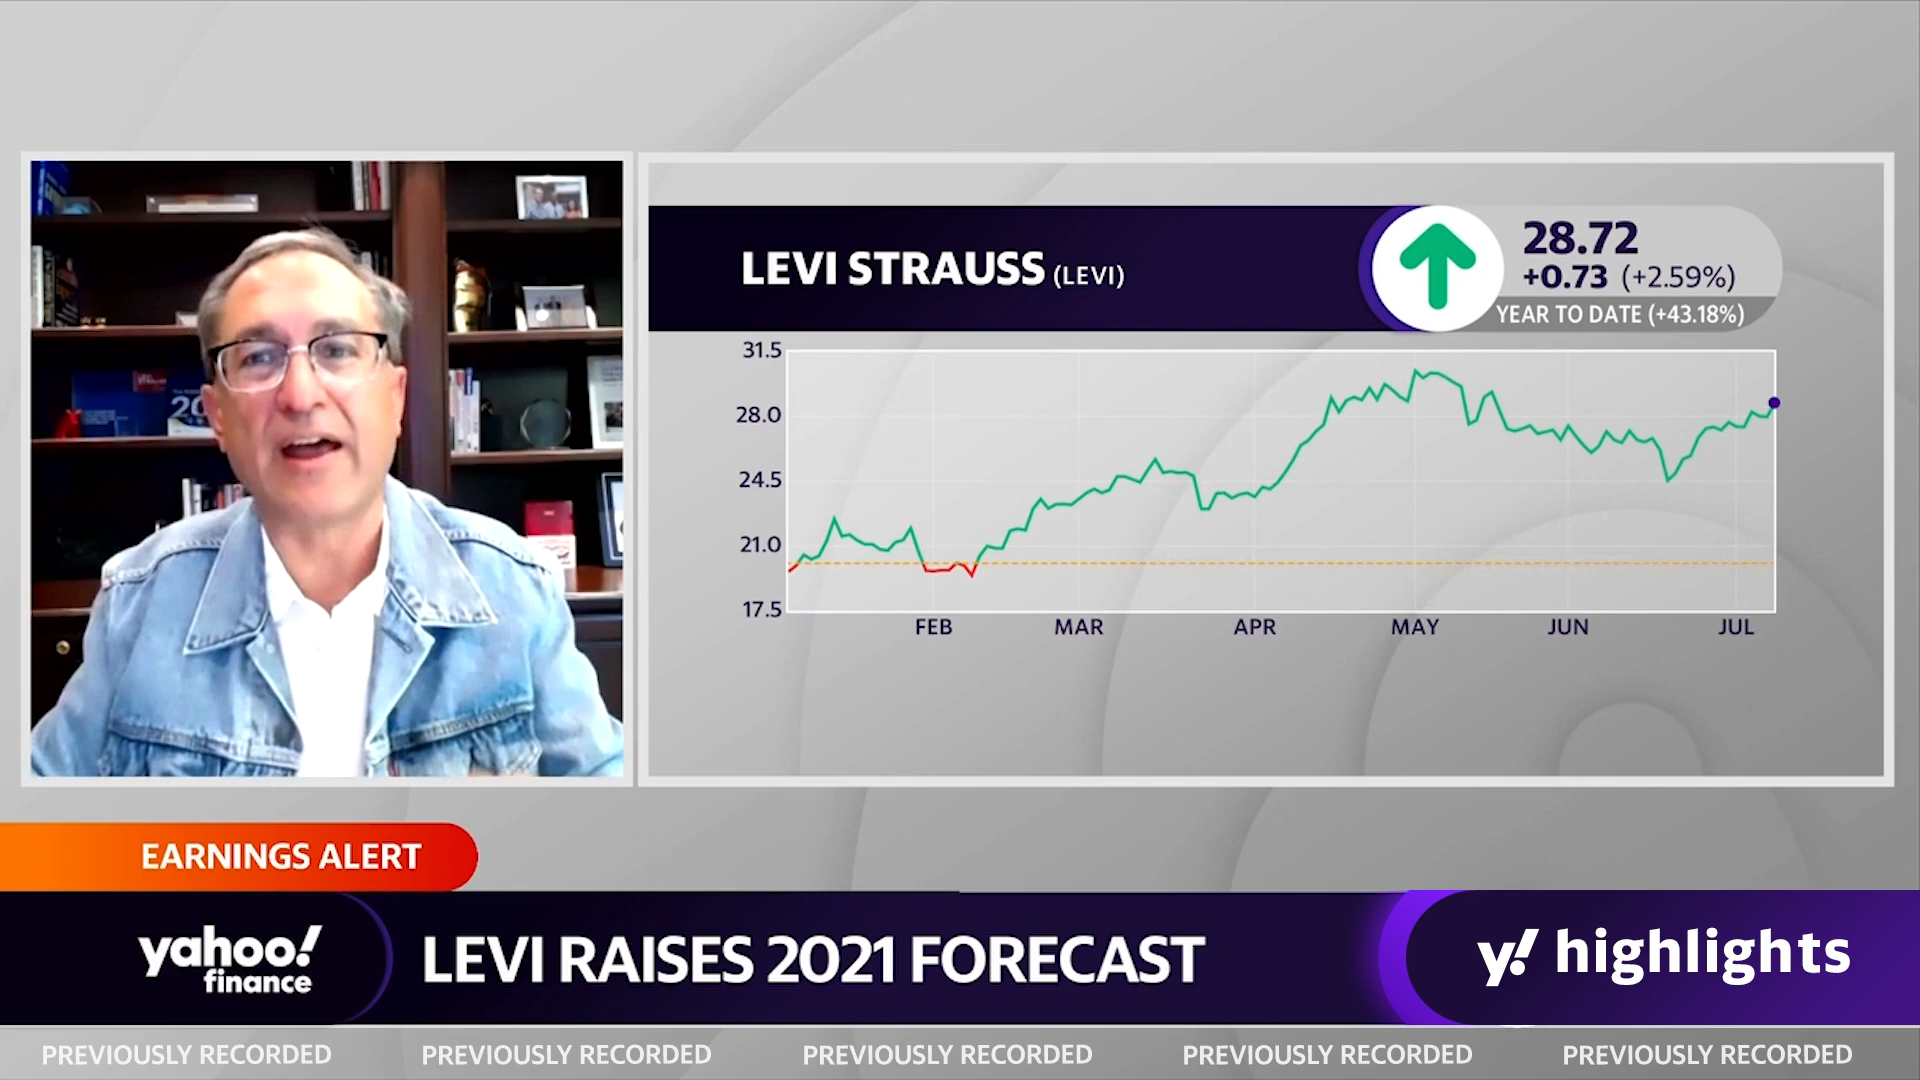 LEVI STRAUSS (LEVI)
28.72
+0.73 (+2.59%)
YEAR TO DATE (+43.18%)
31.5
28.0
24.5
21.0
17.5
FEB MAR APR MAY JUN JUL
20
EARNINGS ALERT
yahoo!
finance
LEVI RAISES 2021 FORECAST
y! highlights
PREVIOUSLY RECORDED PREVIOUSLY RECORDED PREVIOUSLY RECORDED PREVIOUSLY RECORDED PREVIOUSLY RECORDED